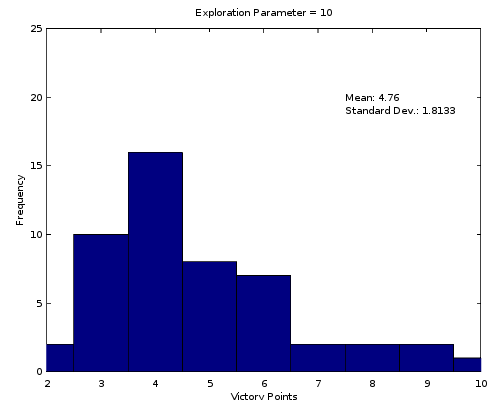 Exploration Parameter = 10
25
20
15
10
5
0
Frequency
Mean: 4.76
Standard Dev.: 1.8133
2 3 4 5 6 7 8 9 10
Victory Points